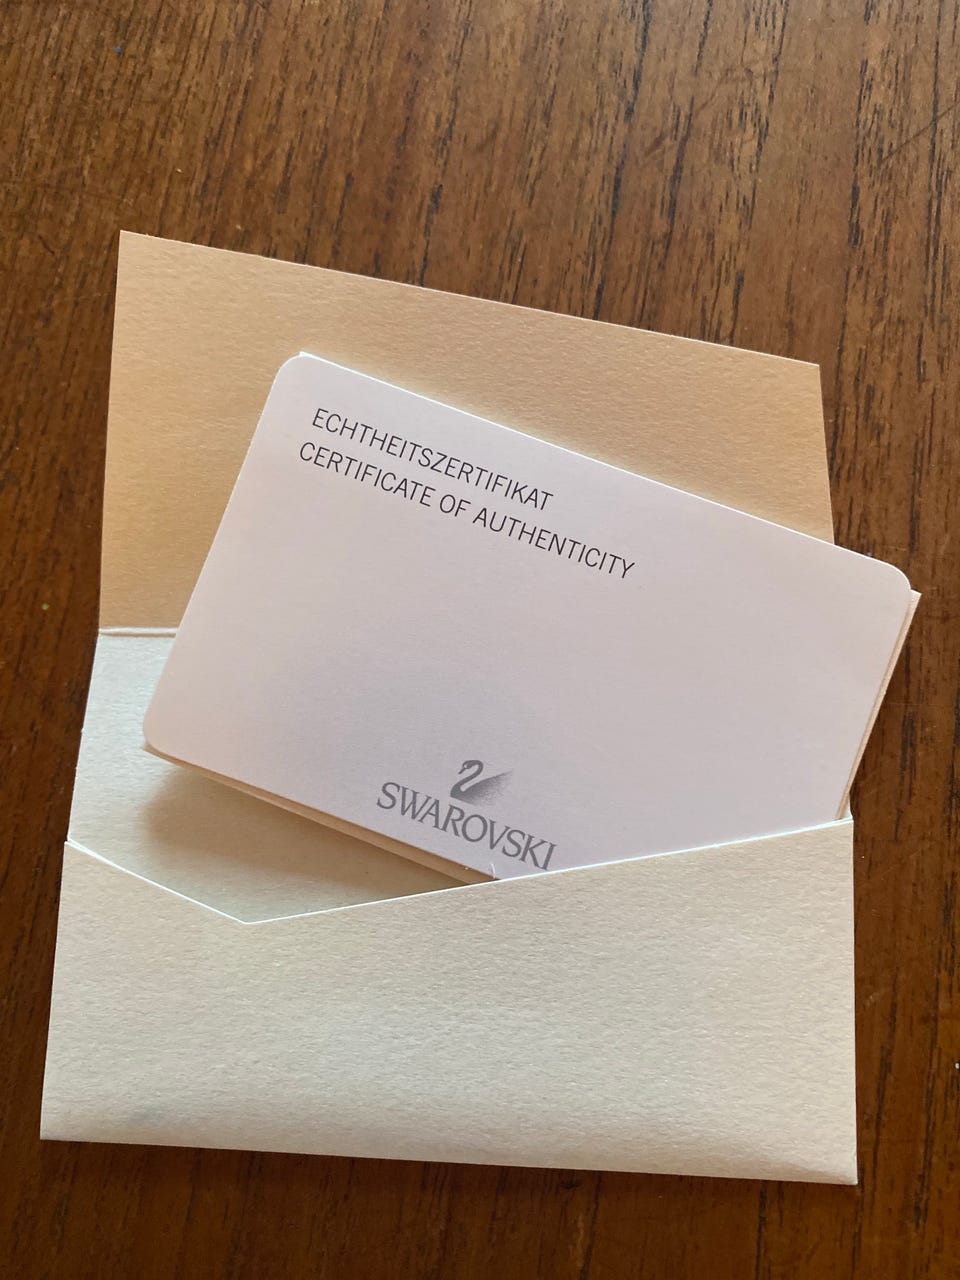 ECHTHEITSZERTIFIKAT
CERTIFICATE OF AUTHENTICITY
SWAROVSKI